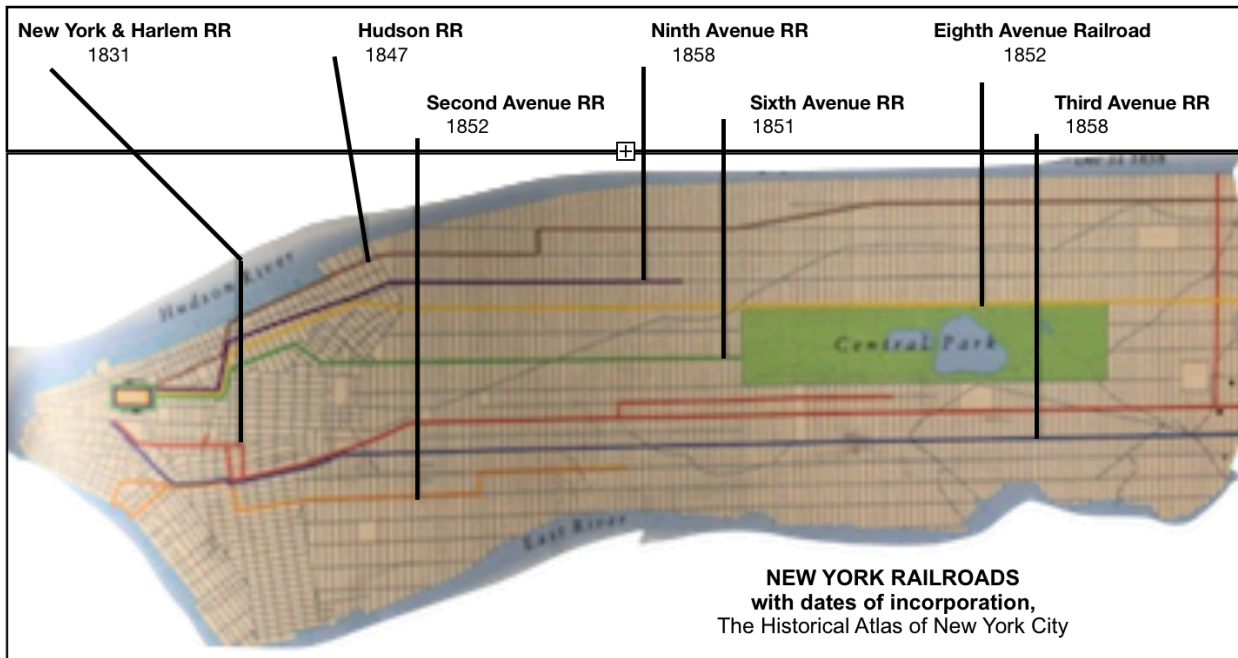 New York & Harlem RR
1831
Hudson RR
1847
Ninth Avenue RR
1858
Eighth Avenue Railroad
1852
Second Avenue RR
1852
Sixth Avenue RR
1851
Third Avenue RR
1858
Hudson River
Central Park
East River
NEW YORK RAILROADS
with dates of incorporation,
The Historical Atlas of New York City